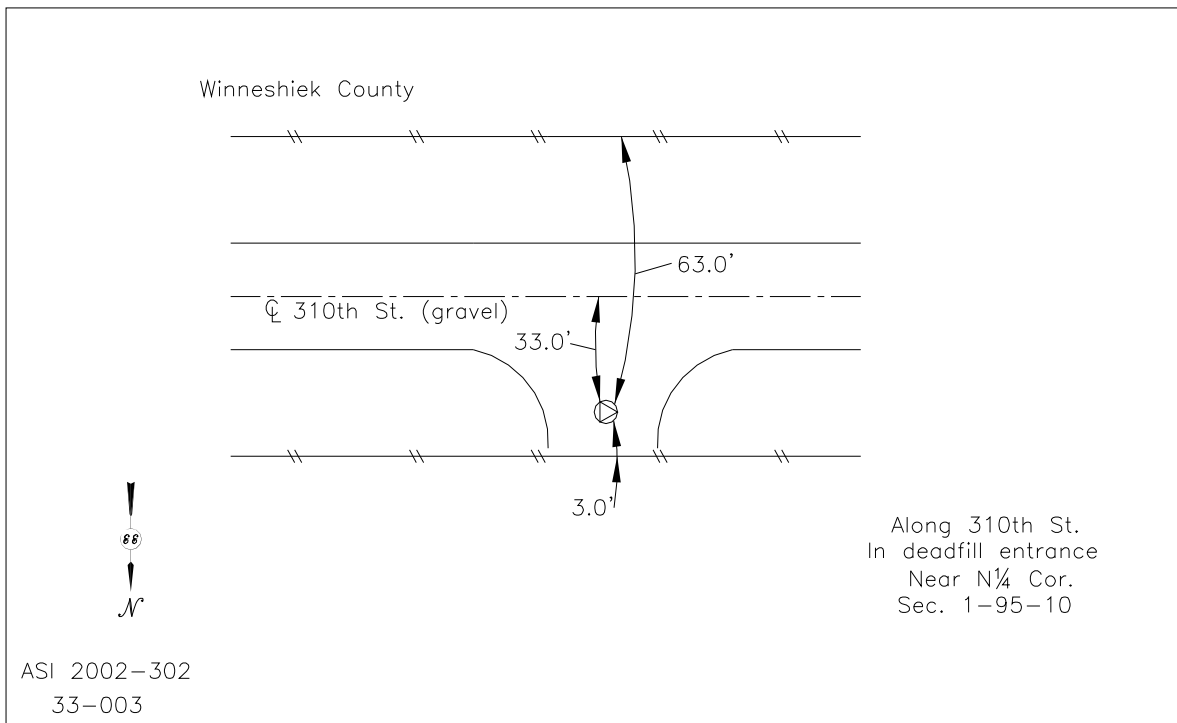 Winneshiek County
63.0'
℄ 310th St. (gravel)
33.0'
3.0'
Along 310th St.
In deadfill entrance
Near N¼ Cor.
Sec. 1-95-10
N
ASI 2002-302
33-003